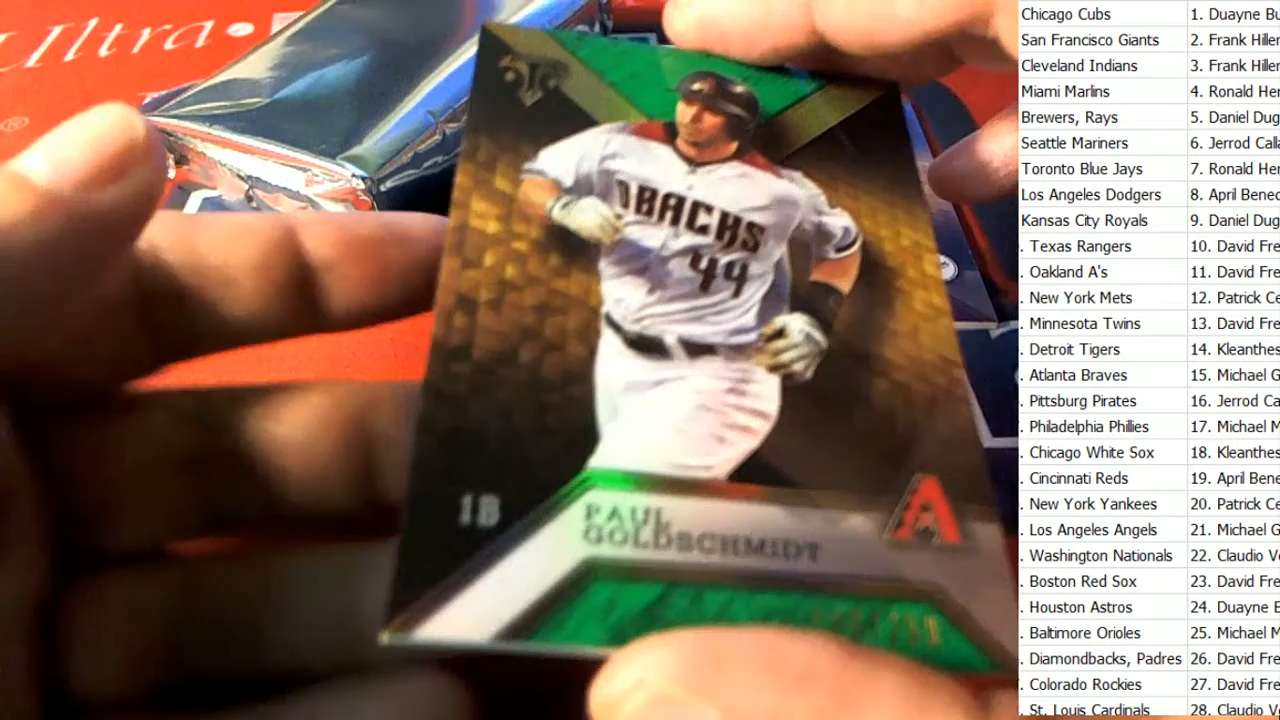 Ultra
®
DBACKS
44
1B
PAUL
GOLDSCHMIDT
A
Chicago Cubs 1. Duayne Bu
San Francisco Giants 2. Frank Hiller
Cleveland Indians 3. Frank Hiller
Miami Marlins 4. Ronald Her
Brewers, Rays 5. Daniel Dug
Seattle Mariners 6. Jerrod Calla
Toronto Blue Jays 7. Ronald Her
Los Angeles Dodgers 8. April Bened
Kansas City Royals 9. Daniel Dug
. Texas Rangers 10. David Fre
. Oakland A's 11. David Fre
. New York Mets 12. Patrick Ce
. Minnesota Twins 13. David Fre
. Detroit Tigers 14. Kleanthes
. Atlanta Braves 15. Michael G
. Pittsburg Pirates 16. Jerrod Ca
. Philadelphia Phillies 17. Michael M
. Chicago White Sox 18. Kleanthes
. Cincinnati Reds 19. April Bene
. New York Yankees 20. Patrick Ce
. Los Angeles Angels 21. Michael G
. Washington Nationals 22. Claudio Ve
. Boston Red Sox 23. David Fre
. Houston Astros 24. Duayne E
. Baltimore Orioles 25. Michael M
. Diamondbacks, Padres 26. David Fre
. Colorado Rockies 27. David Fre
. St. Louis Cardinals 28. Claudio Ve